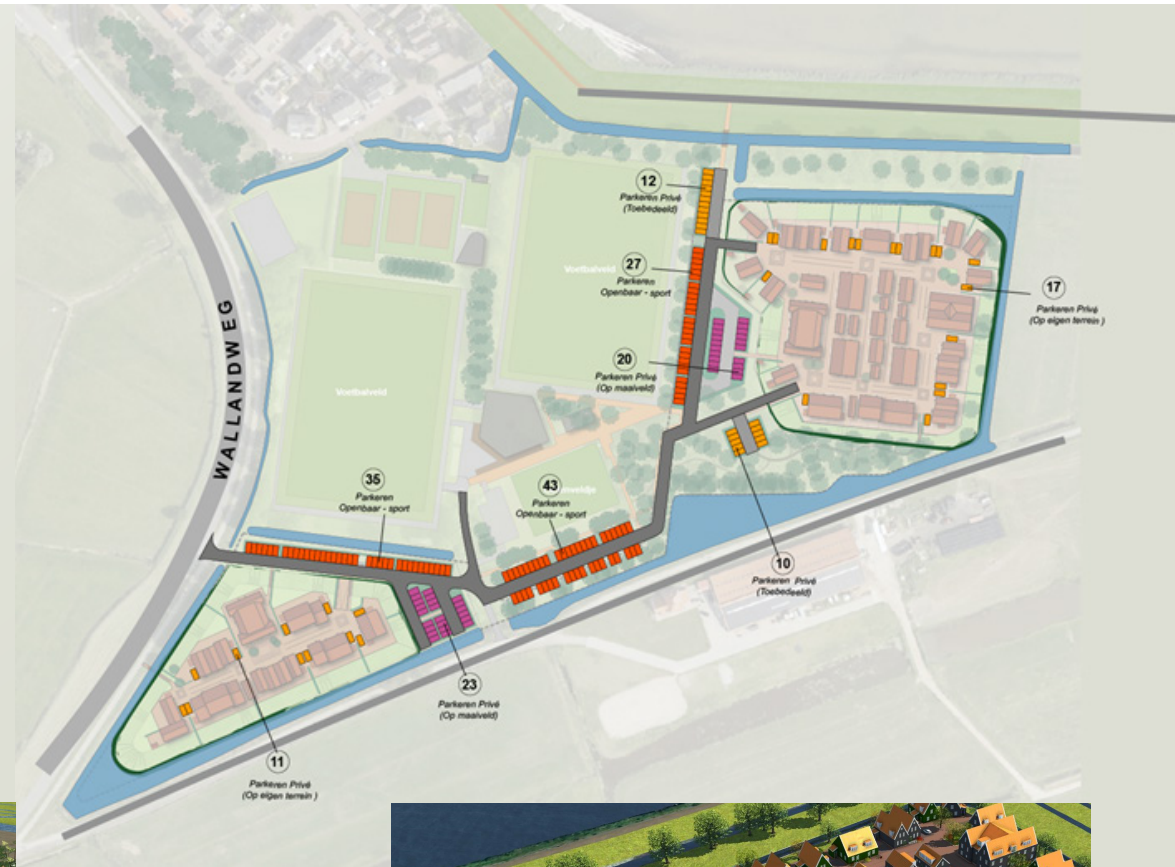 12
Parkeren Privé
(Toebedeeld)
27
Parkeren
Openbaar - sport
Voetbalveld
17
Parkeren Privé
(Op eigen terrein )
20
Parkeren Privé
(Op maaiveld)
WALLANDWEG
Voetbalveld
35
Parkeren
Openbaar - sport
43
Parkeren
Openbaar - sport
10
Parkeren Privé
(Toebedeeld)
23
Parkeren Privé
(Op maaiveld)
11
Parkeren Privé
(Op eigen terrein )